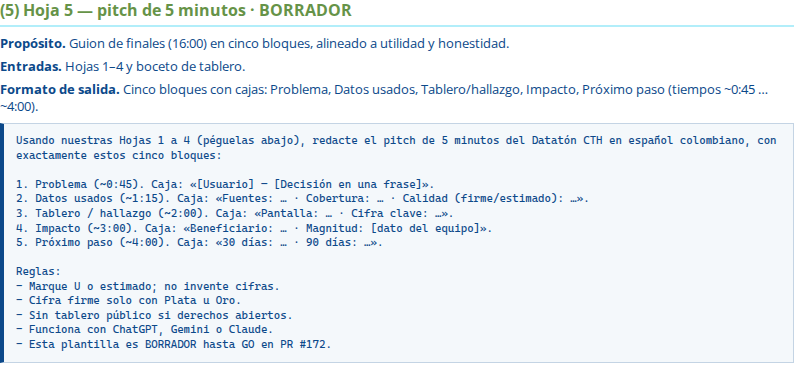 (5) Hoja 5 — pitch de 5 minutos · BORRADOR
Propósito. Guion de finales (16:00) en cinco bloques, alineado a utilidad y honestidad.
Entradas. Hojas 1–4 y boceto de tablero.
Formato de salida. Cinco bloques con cajas: Problema, Datos usados, Tablero/hallazgo, Impacto, Próximo paso (tiempos ~0:45 …
~4:00).
Usando nuestras Hojas 1 a 4 (péguelas abajo), redacte el pitch de 5 minutos del Datatón CTH en español colombiano, con
exactamente estos cinco bloques:
1. Problema (~0:45). Caja: «[Usuario] — [Decisión en una frase]».
2. Datos usados (~1:15). Caja: «Fuentes: … · Cobertura: … · Calidad (firme/estimado): …».
3. Tablero / hallazgo (~2:00). Caja: «Pantalla: … · Cifra clave: …».
4. Impacto (~3:00). Caja: «Beneficiario: … · Magnitud: [dato del equipo]».
5. Próximo paso (~4:00). Caja: «30 días: … · 90 días: …».
Reglas:
– Marque U o estimado; no invente cifras.
– Cifra firme solo con Plata u Oro.
– Sin tablero público si derechos abiertos.
– Funciona con ChatGPT, Gemini o Claude.
– Esta plantilla es BORRADOR hasta GO en PR #172.